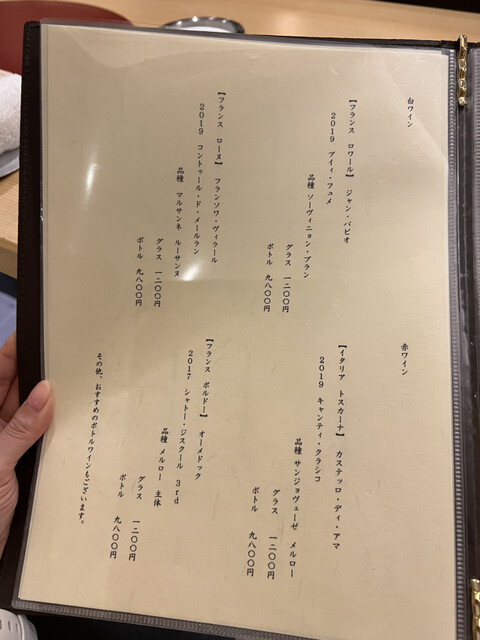 白ワイン
【フランス ロワール】 ジャン・パビオ
2019 プイィ・フュメ
品種 ソーヴィニョン・ブラン
グラス 一二〇〇円
ボトル 九八〇〇円
【フランス ローヌ】 フランソワ・ヴィラール
2019 コントゥール・ド・メールラン
品種 マルサンヌ ルーサンヌ
グラス 一二〇〇円
ボトル 九八〇〇円
赤ワイン
【イタリア トスカーナ】 カステッロ・ディ・アマ
2019 キャンティ・クラシコ
品種 サンジョヴェーゼ メルロー
グラス 一二〇〇円
ボトル 九八〇〇円
【フランス ボルドー】 オーメドック
2017 シャトー・ジスクール 3rd
品種 メルロー 主体
グラス 一二〇〇円
ボトル 九八〇〇円
その他、おすすめのボトルワインもございます。